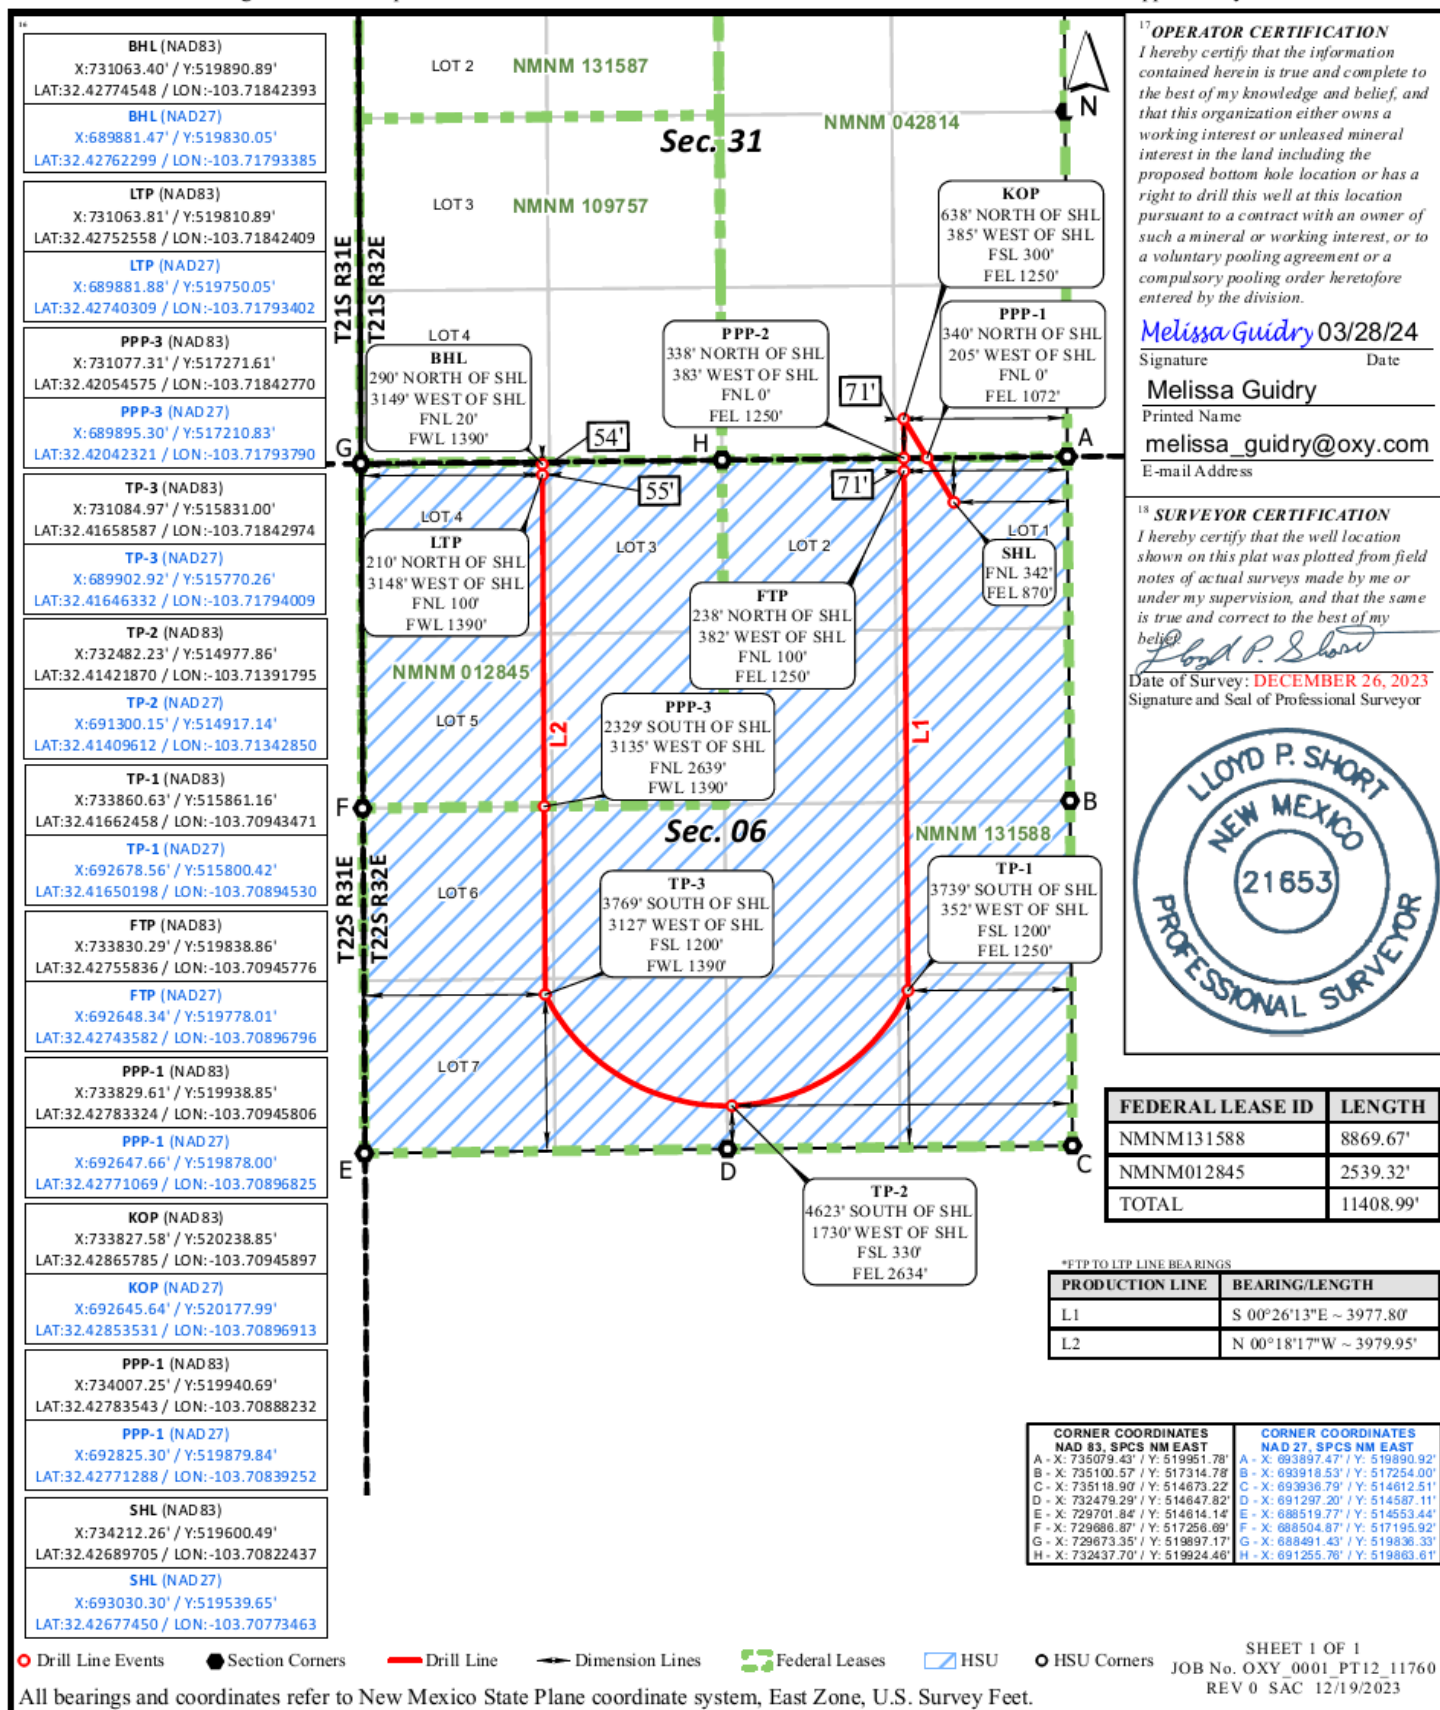 16
BHL (NAD83)
X:731063.40' / Y:519890.89'
LAT:32.42774548 / LON:-103.71842393
BHL (NAD27)
X:689881.47' / Y:519830.05'
LAT:32.42762299 / LON:-103.71793385
LTP (NAD83)
X:731063.81' / Y:519810.89'
LAT:32.42752558 / LON:-103.71842409
LTP (NAD27)
X:689881.88' / Y:519750.05'
LAT:32.42740309 / LON:-103.71793402
PPP-3 (NAD83)
X:731077.31' / Y:517271.61'
LAT:32.42054575 / LON:-103.71842770
PPP-3 (NAD27)
X:689895.30' / Y:517210.83'
LAT:32.42042321 / LON:-103.71793790
TP-3 (NAD83)
X:731084.97' / Y:515831.00'
LAT:32.41658587 / LON:-103.71842974
TP-3 (NAD27)
X:689902.92' / Y:515770.26'
LAT:32.41646332 / LON:-103.71794009
TP-2 (NAD83)
X:732482.23' / Y:514977.86'
LAT:32.41421870 / LON:-103.71391795
TP-2 (NAD27)
X:691300.15' / Y:514917.14'
LAT:32.41409612 / LON:-103.71342850
TP-1 (NAD83)
X:733860.63' / Y:515861.16'
LAT:32.41662458 / LON:-103.70943471
TP-1 (NAD27)
X:692678.56' / Y:515800.42'
LAT:32.41650198 / LON:-103.70894530
FTP (NAD83)
X:733830.29' / Y:519838.86'
LAT:32.42755836 / LON:-103.70945776
FTP (NAD27)
X:692648.34' / Y:519778.01'
LAT:32.42743582 / LON:-103.70896796
PPP-1 (NAD83)
X:733829.61' / Y:519938.85'
LAT:32.42783324 / LON:-103.70945806
PPP-1 (NAD27)
X:692647.66' / Y:519878.00'
LAT:32.42771069 / LON:-103.70896825
KOP (NAD83)
X:733827.58' / Y:520238.85'
LAT:32.42865785 / LON:-103.70945897
KOP (NAD27)
X:692645.64' / Y:520177.99'
LAT:32.42853531 / LON:-103.70896913
PPP-1 (NAD83)
X:734007.25' / Y:519940.69'
LAT:32.42783543 / LON:-103.70888232
PPP-1 (NAD27)
X:692825.30' / Y:519879.84'
LAT:32.42771288 / LON:-103.70839252
SHL (NAD83)
X:734212.26' / Y:519600.49'
LAT:32.42689705 / LON:-103.70822437
SHL (NAD27)
X:693030.30' / Y:519539.65'
LAT:32.42677450 / LON:-103.70773463
LOT 2 NMNM 131587
NMNM 042814
N
Sec. 31
LOT 3 NMNM 109757
T21S R31E
T21S R32E
LOT 4
KOP
638' NORTH OF SHL
385' WEST OF SHL
FSL 300'
FEL 1250'
PPP-1
340' NORTH OF SHL
205' WEST OF SHL
FNL 0'
FEL 1072'
PPP-2
338' NORTH OF SHL
383' WEST OF SHL
FNL 0'
FEL 1250'
BHL
290' NORTH OF SHL
3149' WEST OF SHL
FNL 20'
FWL 1390'
71'
54'
G
H
A
55'
71'
LOT 4
LOT 3
LOT 2
LOT 1
LTP
210' NORTH OF SHL
3148' WEST OF SHL
FNL 100'
FWL 1390'
SHL
FNL 342'
FEL 870'
FTP
238' NORTH OF SHL
382' WEST OF SHL
FNL 100'
FEL 1250'
NMNM 012845
LOT 5
L2
L1
PPP-3
2329' SOUTH OF SHL
3135' WEST OF SHL
FNL 2639'
FWL 1390'
F
B
Sec. 06
NMNM 131588
T22S R31E
T22S R32E
LOT 6
TP-3
3769' SOUTH OF SHL
3127' WEST OF SHL
FSL 1200'
FWL 1390'
TP-1
3739' SOUTH OF SHL
352' WEST OF SHL
FSL 1200'
FEL 1250'
LOT 7
E
D
C
TP-2
4623' SOUTH OF SHL
1730' WEST OF SHL
FSL 330'
FEL 2634'
17 OPERATOR CERTIFICATION
I hereby certify that the information
contained herein is true and complete to
the best of my knowledge and belief, and
that this organization either owns a
working interest or unleased mineral
interest in the land including the
proposed bottom hole location or has a
right to drill this well at this location
pursuant to a contract with an owner of
such a mineral or working interest, or to
a voluntary pooling agreement or a
compulsory pooling order heretofore
entered by the division.
Melissa Guidry 03/28/24
Signature Date
Melissa Guidry
Printed Name
melissa_guidry@oxy.com
E-mail Address
18 SURVEYOR CERTIFICATION
I hereby certify that the well location
shown on this plat was plotted from field
notes of actual surveys made by me or
under my supervision, and that the same
is true and correct to the best of my
belief.
Lloyd P. Short
Date of Survey: DECEMBER 26, 2023
Signature and Seal of Professional Surveyor
LLOYD P. SHORT
NEW MEXICO
21653
PROFESSIONAL SURVEYOR
FEDERAL LEASE ID LENGTH
NMNM131588 8869.67'
NMNM012845 2539.32'
TOTAL 11408.99'
*FTP TO LTP LINE BEARINGS
PRODUCTION LINE BEARING/LENGTH
L1 S 00°26'13"E ~ 3977.80'
L2 N 00°18'17"W ~ 3979.95'
CORNER COORDINATES
NAD 83, SPCS NM EAST
A - X: 735079.43' / Y: 519951.78'
B - X: 735100.57' / Y: 517314.78'
C - X: 735118.90' / Y: 514673.22'
D - X: 732479.29' / Y: 514647.82'
E - X: 729701.84' / Y: 514614.14'
F - X: 729686.87' / Y: 517256.69'
G - X: 729673.35' / Y: 519897.17'
H - X: 732437.70' / Y: 519924.46'
CORNER COORDINATES
NAD 27, SPCS NM EAST
A - X: 693897.47' / Y: 519890.92'
B - X: 693918.53' / Y: 517254.00'
C - X: 693936.79' / Y: 514612.51'
D - X: 691297.20' / Y: 514587.11'
E - X: 688519.77' / Y: 514553.44'
F - X: 688504.87' / Y: 517195.92'
G - X: 688491.43' / Y: 519836.33'
H - X: 691255.76' / Y: 519863.61'
Drill Line Events Section Corners Drill Line Dimension Lines Federal Leases HSU HSU Corners
SHEET 1 OF 1
JOB No. OXY_0001_PT12_11760
REV 0 SAC 12/19/2023
All bearings and coordinates refer to New Mexico State Plane coordinate system, East Zone, U.S. Survey Feet.